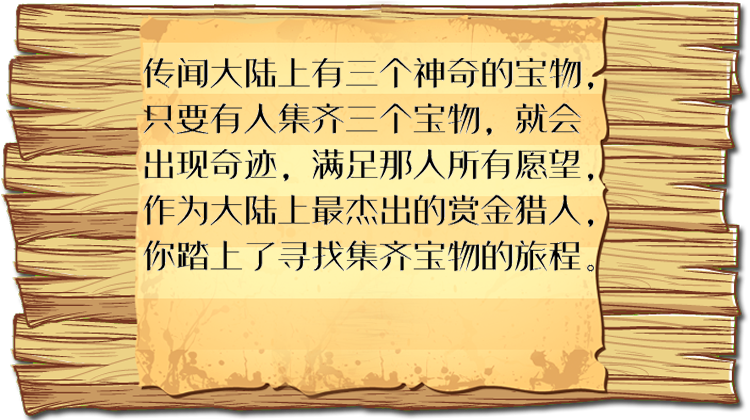 传闻大陆上有三个神奇的宝物，
只要有人集齐三个宝物，就会
出现奇迹，满足那人所有愿望，
作为大陆上最杰出的赏金猎人，
你踏上了寻找集齐宝物的旅程。